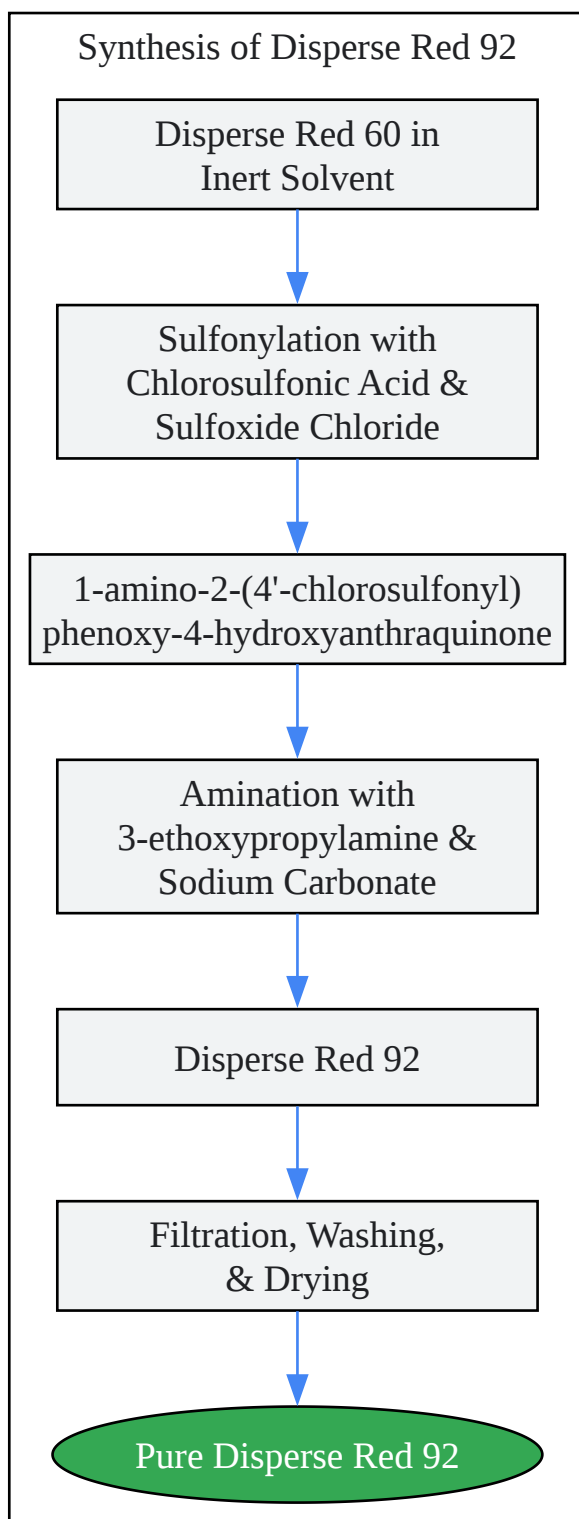 Synthesis of Disperse Red 92
Disperse Red 60 in
Inert Solvent
Sulfonylation with
Chlorosulfonic Acid &
Sulfoxide Chloride
1-amino-2-(4'-chlorosulfonyl)
phenoxy-4-hydroxyanthraquinone
Amination with
3-ethoxypropylamine &
Sodium Carbonate
Disperse Red 92
Filtration, Washing,
& Drying
Pure Disperse Red 92